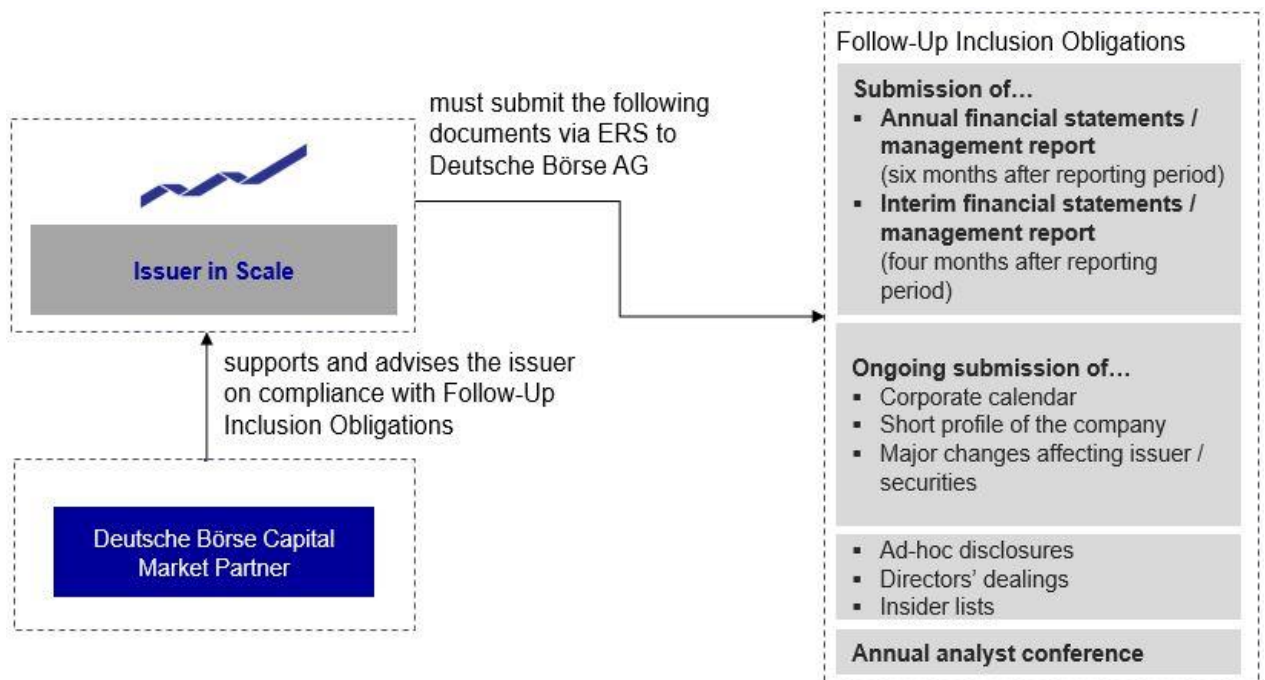 must submit the following
documents via ERS to
Deutsche Börse AG
Issuer in Scale
supports and advises the issuer
on compliance with Follow-Up
Inclusion Obligations
Deutsche Börse Capital
Market Partner
Follow-Up Inclusion Obligations
Submission of…
▪ Annual financial statements /
management report
(six months after reporting period)
▪ Interim financial statements /
management report
(four months after reporting
period)
Ongoing submission of…
▪ Corporate calendar
▪ Short profile of the company
▪ Major changes affecting issuer /
securities
▪ Ad-hoc disclosures
▪ Directors’ dealings
▪ Insider lists
Annual analyst conference